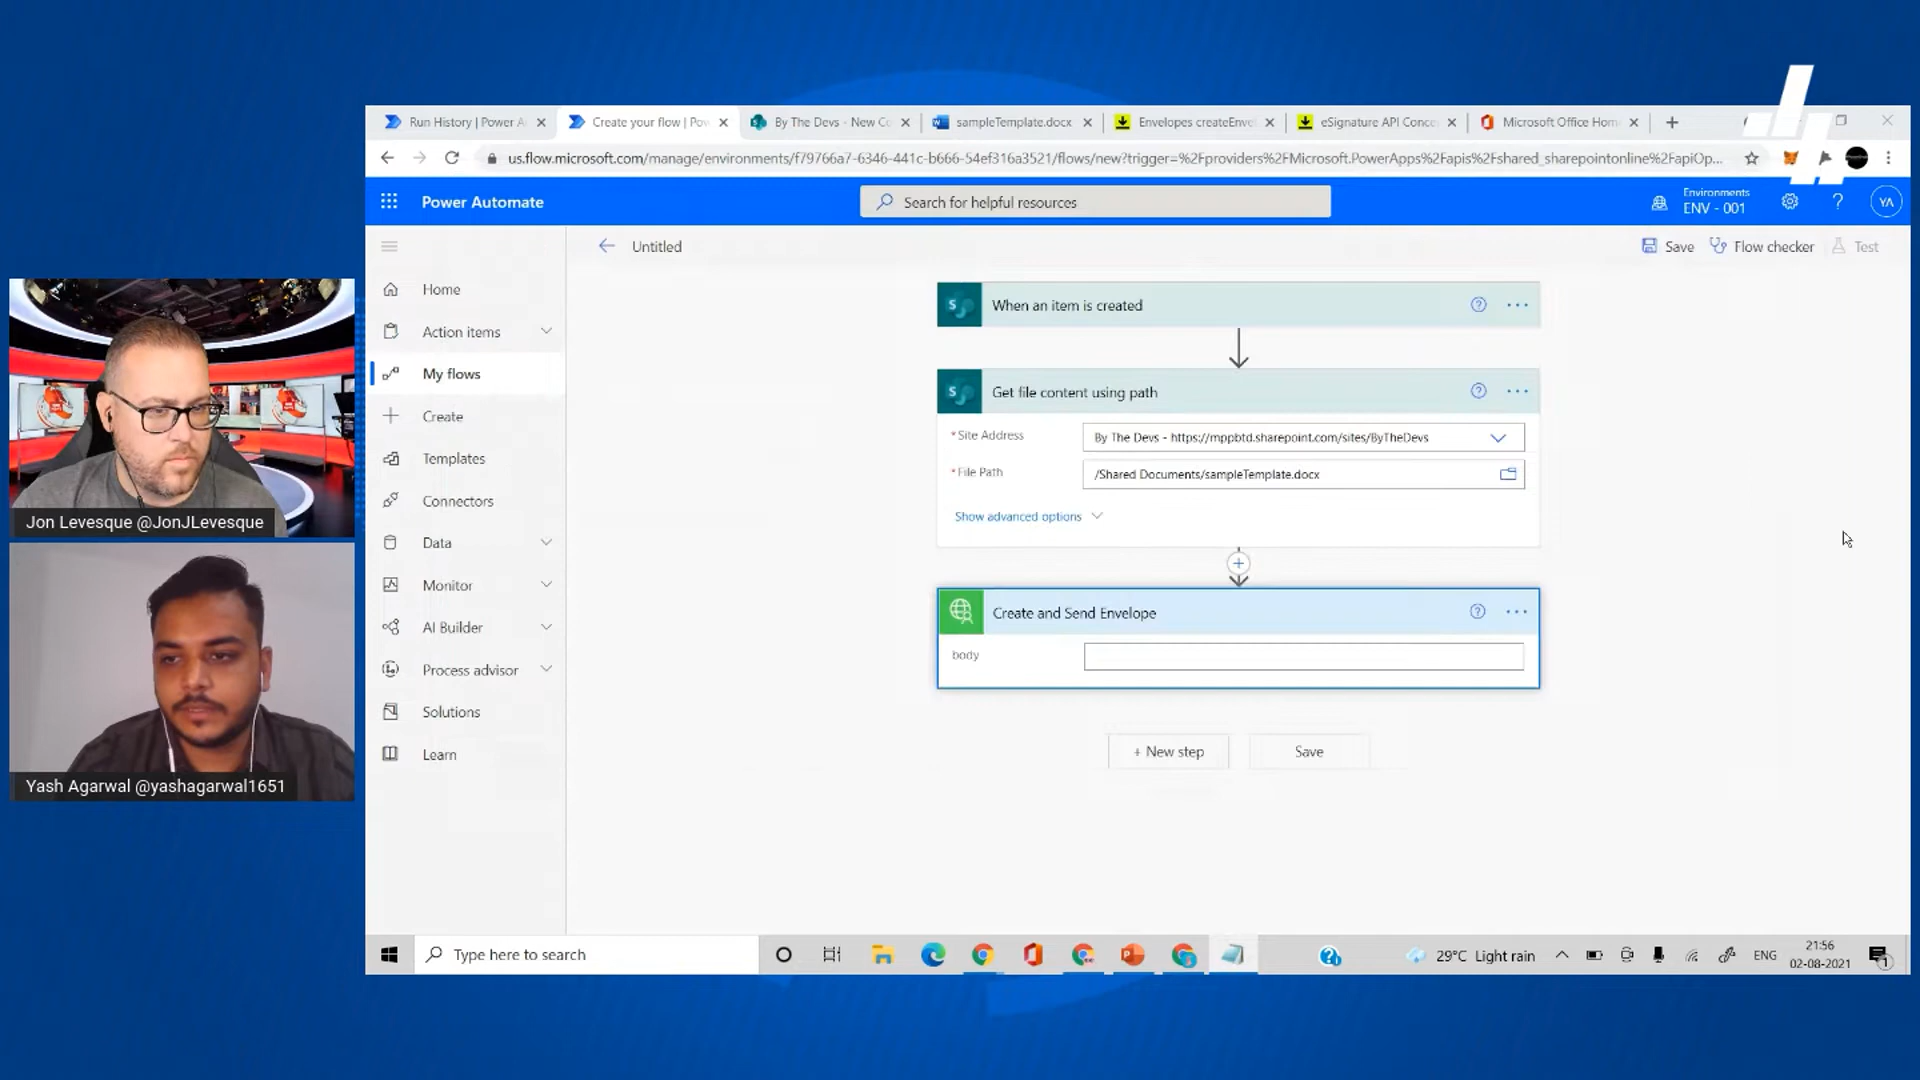 Run History | Power A
Create your flow | Pow
By The Devs - New Co
sampleTemplate.docx
Envelopes createEnve
eSignature API Conce
Microsoft Office Hom
us.flow.microsoft.com/manage/environments/f79766a7-6346-441c-b666-54ef316a3521/flows/new?trigger=%2Fproviders%2FMicrosoft.PowerApps%2Fapis%2Fshared_sharepointonline%2FapiOp...
Power Automate
Search for helpful resources
Environments
ENV - 001
YA
Untitled
Save
Flow checker
Test
Home
Action items
My flows
Create
Templates
Connectors
Data
Monitor
AI Builder
Process advisor
Solutions
Learn
When an item is created
Get file content using path
* Site Address
By The Devs - https://mppbtd.sharepoint.com/sites/ByTheDevs
* File Path
/Shared Documents/sampleTemplate.docx
Show advanced options
Create and Send Envelope
body
+ New step
Save
Jon Levesque @JonJLevesque
Yash Agarwal @yashagarwal1651
Type here to search
29°C Light rain
ENG
21:56
02-08-2021
1